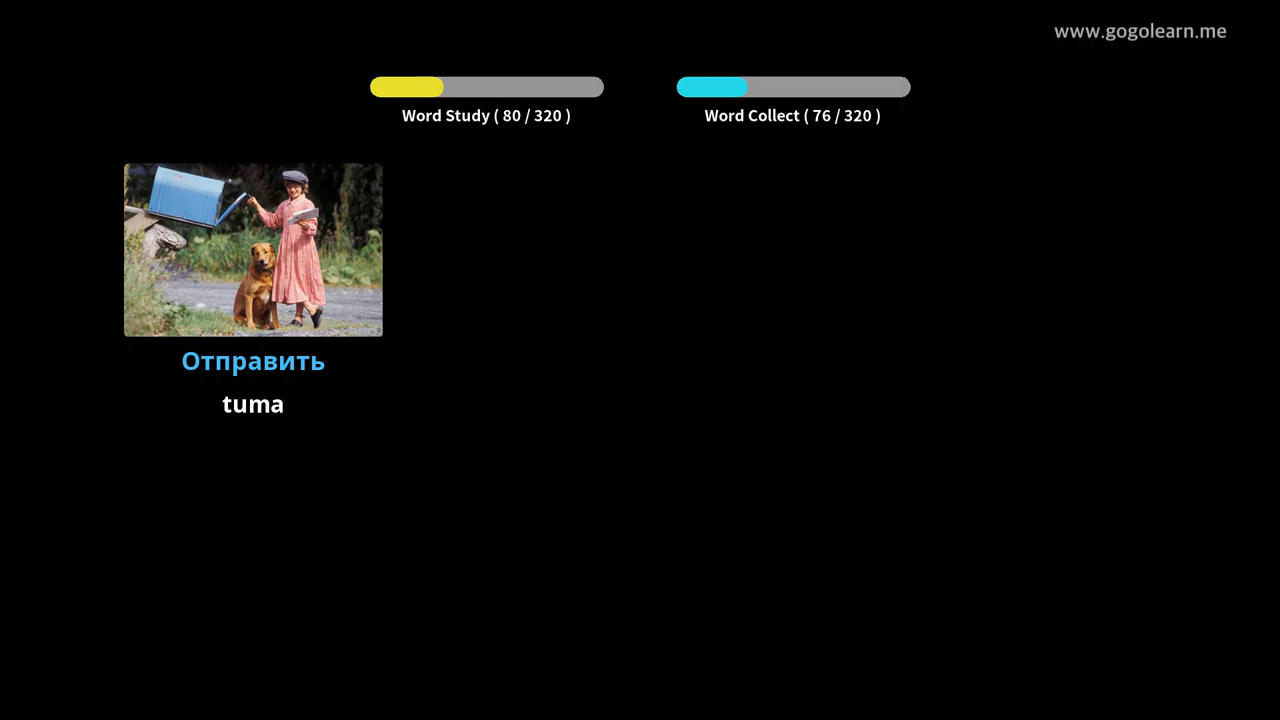 www.gogolearn.me
Word Study ( 80 / 320 )
Word Collect ( 76 / 320 )
Отправить
tuma